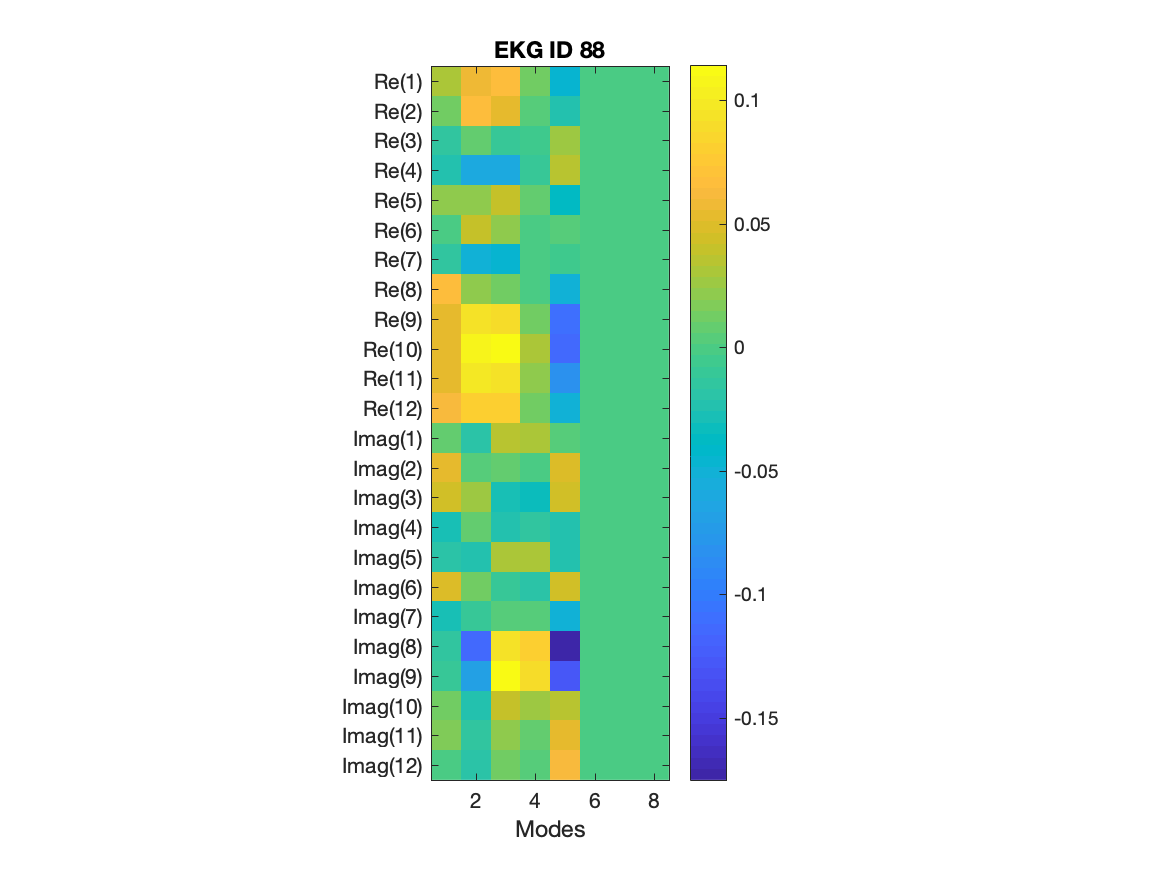 EKG ID 88
Re(1)
Re(2)
Re(3)
Re(4)
Re(5)
Re(6)
Re(7)
Re(8)
Re(9)
Re(10)
Re(11)
Re(12)
Imag(1)
Imag(2)
Imag(3)
Imag(4)
Imag(5)
Imag(6)
Imag(7)
Imag(8)
Imag(9)
Imag(10)
Imag(11)
Imag(12)
2 4 6 8
Modes
0.1
0.05
0
-0.05
-0.1
-0.15